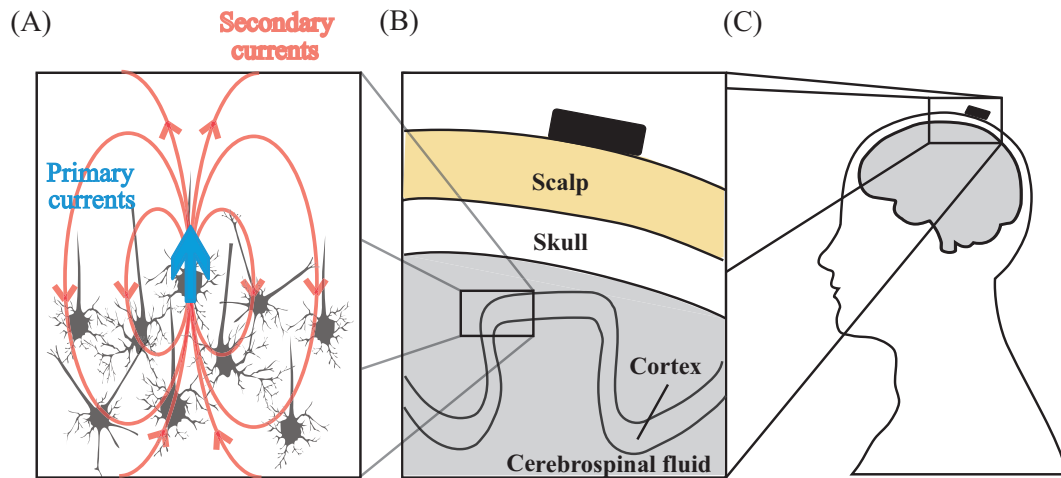 (A)
Secondary
currents
Primary
currents
(B)
Scalp
Skull
Cortex
Cerebrospinal fluid
(C)